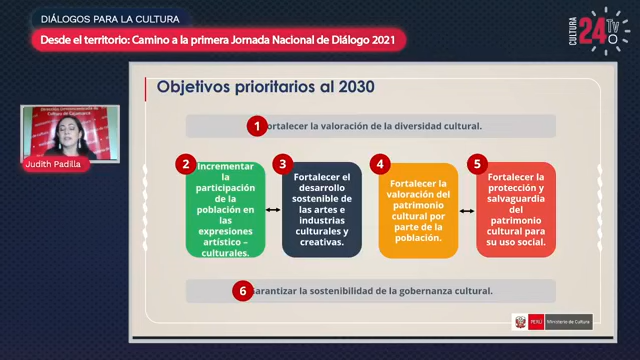 DIÁLOGOS PARA LA CULTURA
Desde el territorio: Camino a la primera Jornada Nacional de Diálogo 2021
CULTURA
24
TV
O
Judith Padilla
Objetivos prioritarios al 2030
1
ortalecer la valoración de la diversidad cultural.
2
Incrementar
la
participación
de la
población en
las
expresiones
artístico –
culturales.
3
Fortalecer el
desarrollo
sostenible de
las artes e
industrias
culturales y
creativas.
4
Fortalecer la
valoración del
patrimonio
cultural por
parte de la
población.
5
Fortalecer la
protección y
salvaguardia
del
patrimonio
cultural para
su uso social.
6
arantizar la sostenibilidad de la gobernanza cultural.
PERÚ
Ministerio de Cultura